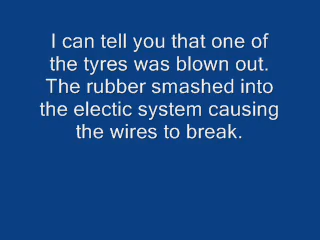 I can tell you that one of
the tyres was blown out.
The rubber smashed into
the electic system causing
the wires to break.